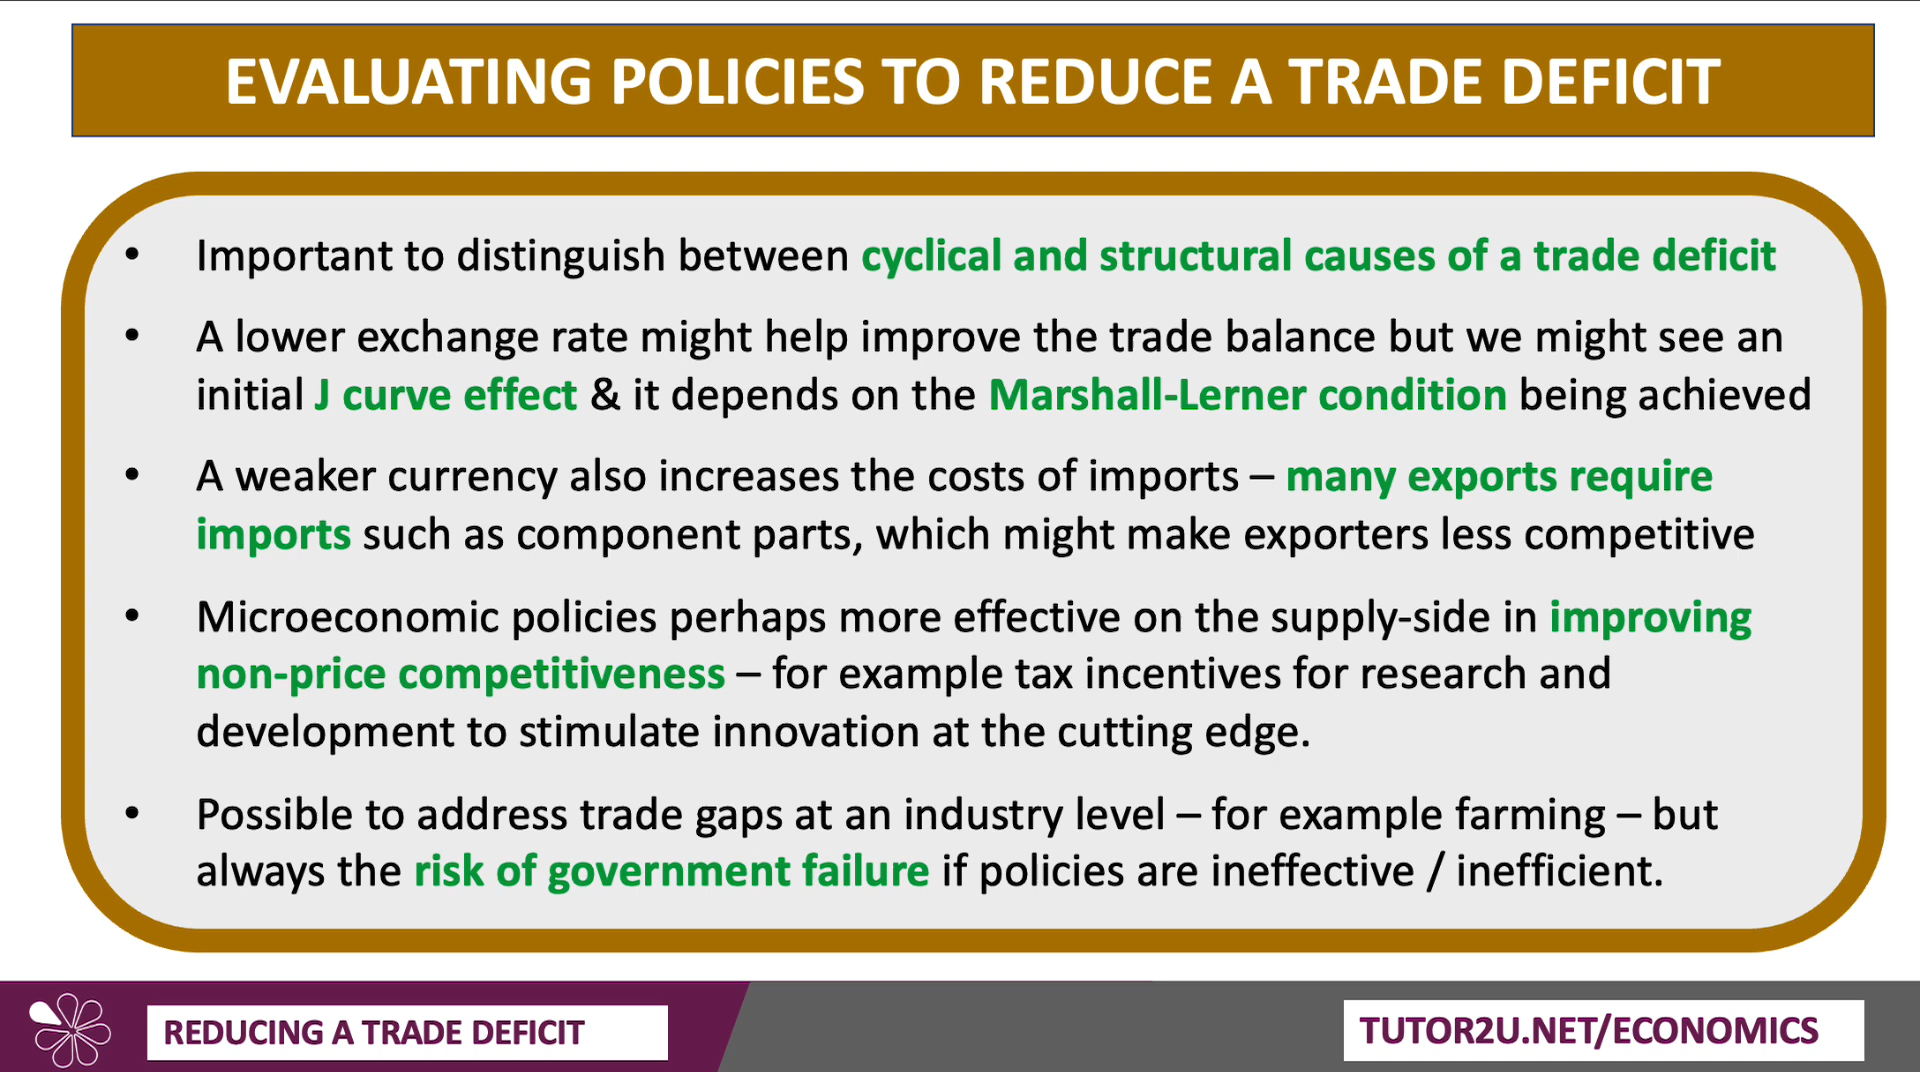 EVALUATING POLICIES TO REDUCE A TRADE DEFICIT
• Important to distinguish between cyclical and structural causes of a trade deficit
• A lower exchange rate might help improve the trade balance but we might see an
initial J curve effect & it depends on the Marshall-Lerner condition being achieved
• A weaker currency also increases the costs of imports – many exports require
imports such as component parts, which might make exporters less competitive
• Microeconomic policies perhaps more effective on the supply-side in improving
non-price competitiveness – for example tax incentives for research and
development to stimulate innovation at the cutting edge.
• Possible to address trade gaps at an industry level – for example farming – but
always the risk of government failure if policies are ineffective / inefficient.
REDUCING A TRADE DEFICIT
TUTOR2U.NET/ECONOMICS